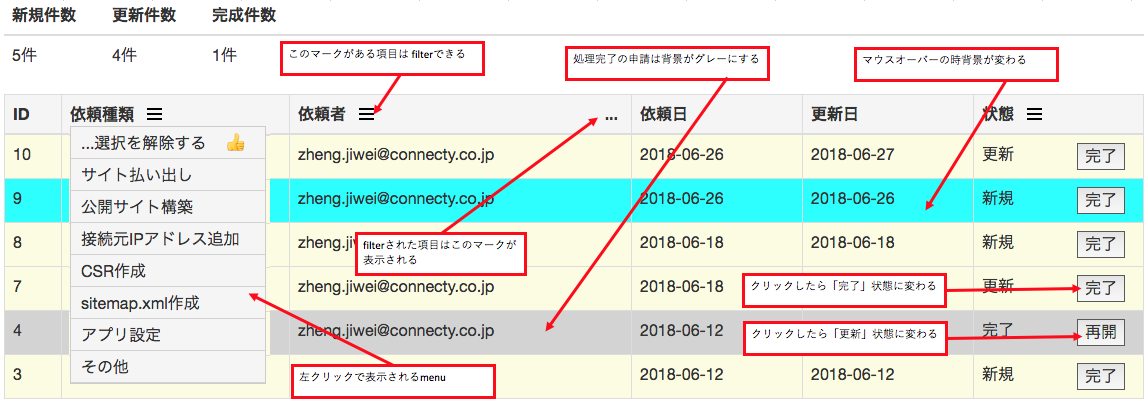 新規件数 更新件数 完成件数
5件 4件 1件
このマークがある項目は filterできる
処理完了の申請は背景がグレーにする
マウスオーバーの時背景が変わる
ID 依頼種類 依頼者 ... 依頼日 更新日 状態
...選択を解除する 👍
サイト払い出し
公開サイト構築
接続元IPアドレス追加
CSR作成
sitemap.xml作成
アプリ設定
その他
10 zheng.jiwei@connecty.co.jp 2018-06-26 2018-06-27 更新 完了
9 zheng.jiwei@connecty.co.jp 2018-06-26 2018-06-26 新規 完了
8 zheng.ji 2018-06-18 2018-06-18 新規 完了
filterされた項目はこのマークが
表示される
7 zheng.jiwei@connecty.co.jp 2018-06-18 更新 完了
クリックしたら「完了」状態に変わる
4 zheng.jiwei@connecty.co.jp 2018-06-12 完了 再開
クリックしたら「更新」状態に変わる
3 2018-06-12 2018-06-12 新規 完了
左クリックで表示されるmenu